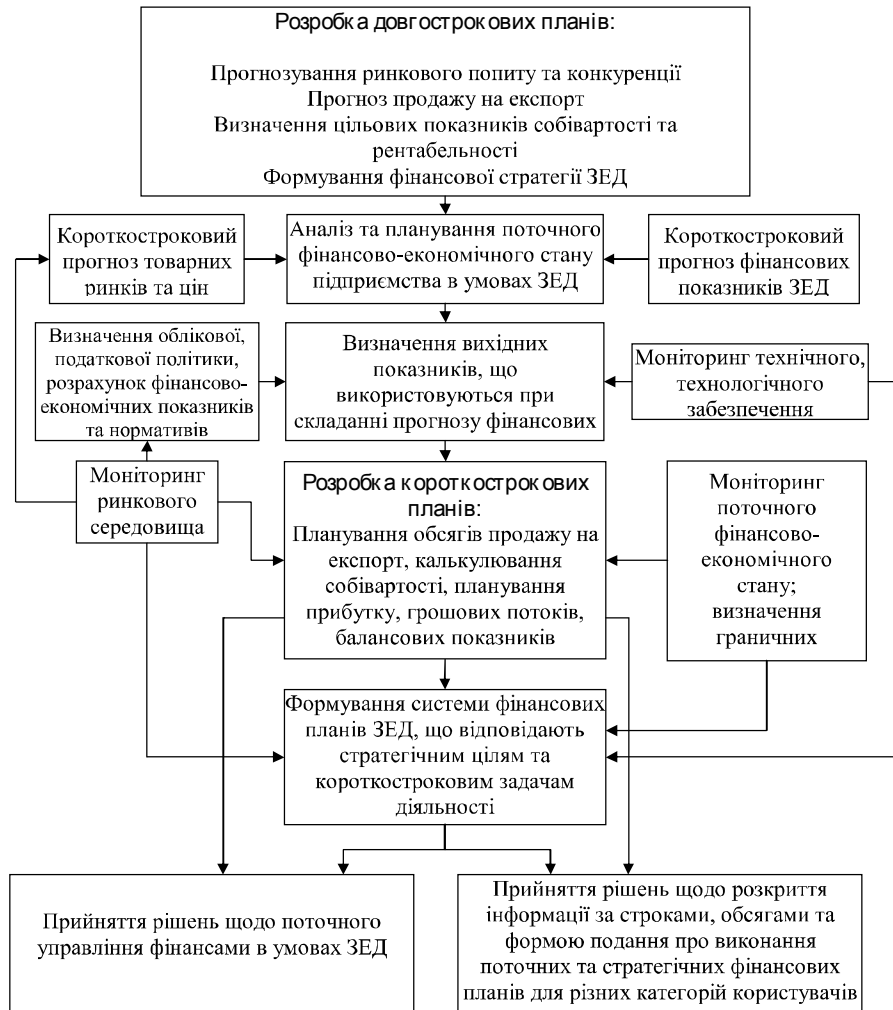 Розробка довгострокових планів:
Прогнозування ринкового попиту та конкуренції
Прогноз продажу на експорт
Визначення цільових показників собівартості та
рентабельності
Формування фінансової стратегії ЗЕД
Короткостроковий
прогноз товарних
ринків та цін
Аналіз та планування поточного
фінансово-економічного стану
підприємства в умовах ЗЕД
Короткостроковий
прогноз фінансових
показників ЗЕД
Визначення облікової,
податкової політики,
розрахунок фінансово-
економічних показників
та нормативів
Визначення вихідних
показників, що
використовуються при
складанні прогнозу фінансових
Моніторинг технічного,
технологічного
забезпечення
Моніторинг
ринкового
середовища
Розробка короткострокових
планів:
Планування обсягів продажу на
експорт, калькулювання
собівартості, планування
прибутку, грошових потоків,
балансових показників
Моніторинг
поточного
фінансово-
економічного
стану;
визначення
граничних
Формування системи фінансових
планів ЗЕД, що відповідають
стратегічним цілям та
короткостроковим задачам
діяльності
Прийняття рішень щодо поточного
управління фінансами в умовах ЗЕД
Прийняття рішень щодо розкриття
інформації за строками, обсягами та
формою подання про виконання
поточних та стратегічних фінансових
планів для різних категорій користувачів